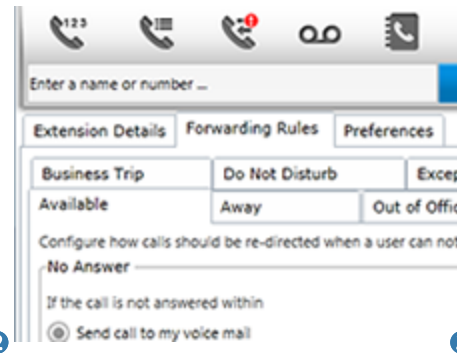 123
Enter a name or number ...
Extension Details Forwarding Rules Preferences
Business Trip Do Not Disturb
Available Away Out of
Configure how calls should be re-directed when a user can not
No Answer
If the call is not answered within
Send call to my voice mail